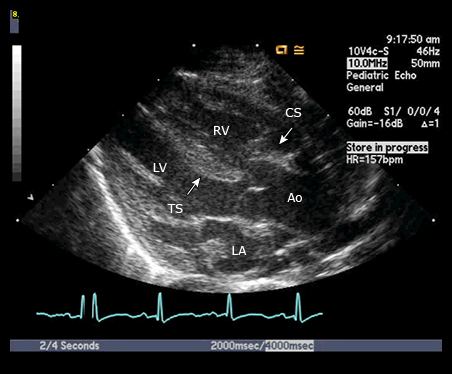 8.
9:17:50 am
10V4c-S 46Hz
10.0MHz 50mm
Pediatric Echo
General
60dB S1/ 0/0/4
Gain=-16dB Δ=1
Store in progress
HR=157bpm
CS
RV
LV
TS
Ao
LA
2/4 Seconds 2000msec/4000msec